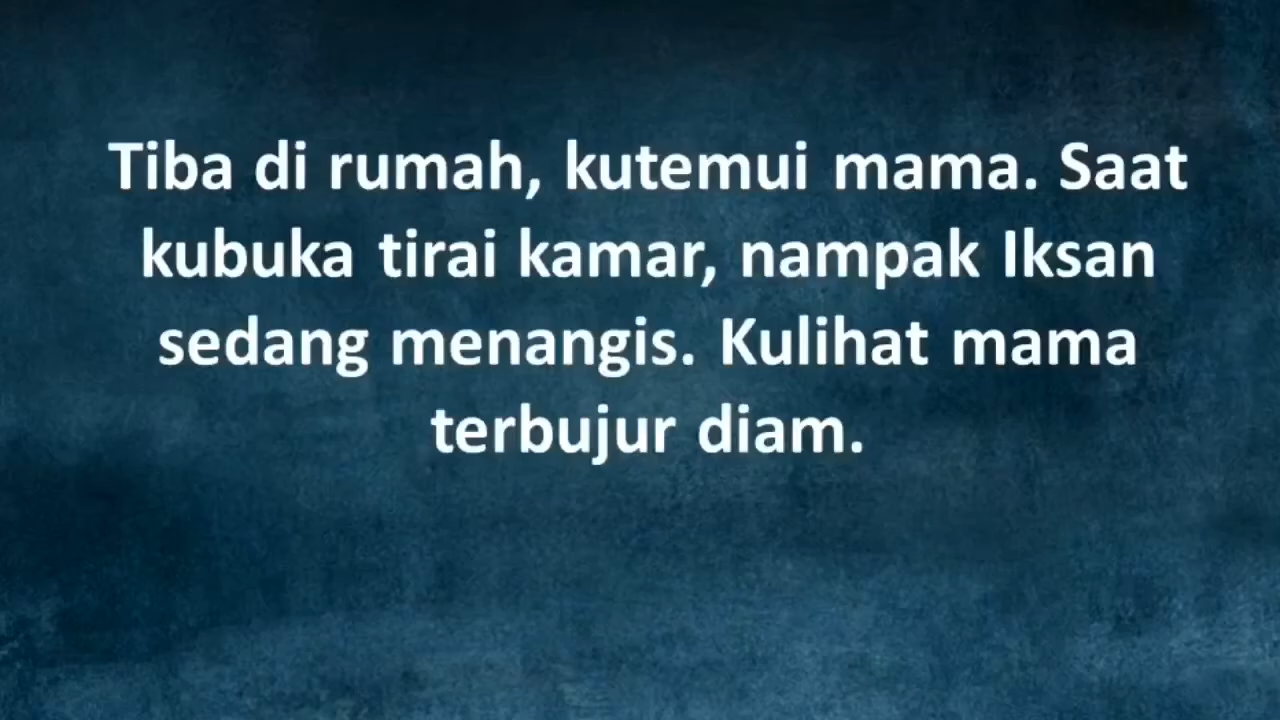 Tiba di rumah, kutemui mama. Saat
kubuka tirai kamar, nampak Iksan
sedang menangis. Kulihat mama
terbujur diam.